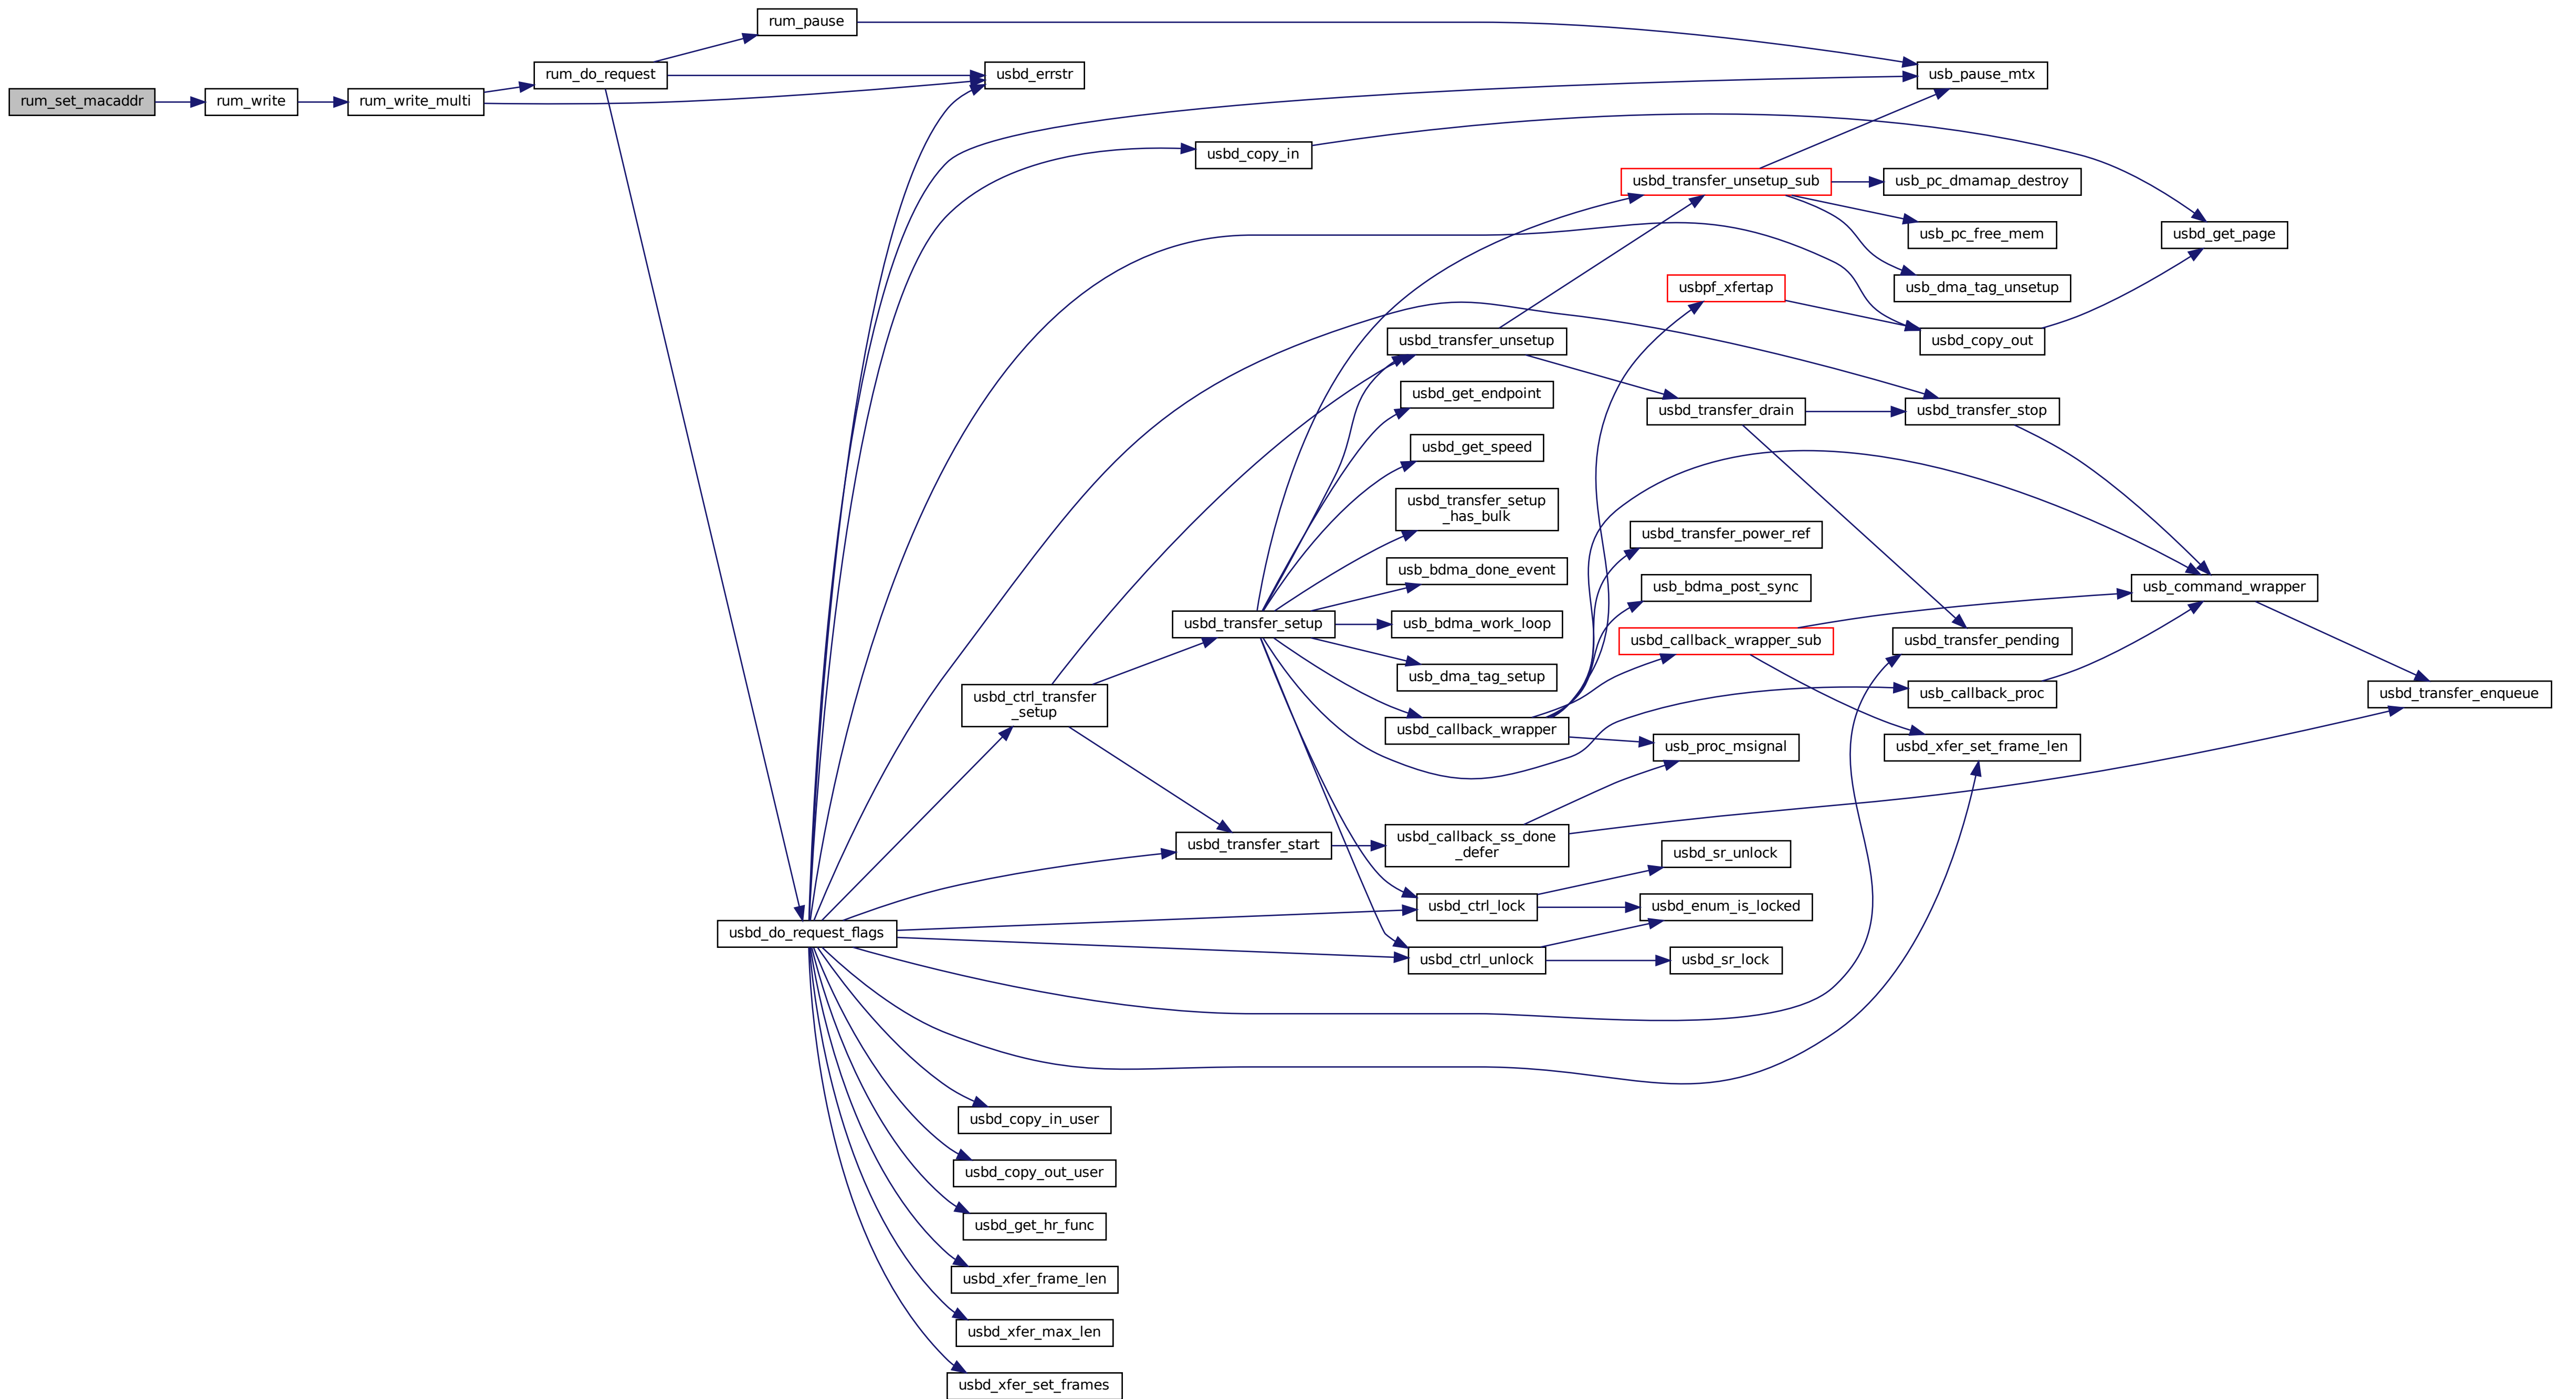 rum_pause
rum_do_request
usbd_errstr
usb_pause_mtx
rum_set_macaddr
rum_write
rum_write_multi
usbd_copy_in
usbd_transfer_unsetup_sub
usb_pc_dmamap_destroy
usb_pc_free_mem
usbd_get_page
usbpf_xfertap
usb_dma_tag_unsetup
usbd_transfer_unsetup
usbd_copy_out
usbd_get_endpoint
usbd_transfer_drain
usbd_transfer_stop
usbd_get_speed
usbd_transfer_setup
_has_bulk
usbd_transfer_power_ref
usb_bdma_done_event
usb_bdma_post_sync
usb_command_wrapper
usbd_transfer_setup
usb_bdma_work_loop
usbd_callback_wrapper_sub
usbd_transfer_pending
usb_dma_tag_setup
usbd_ctrl_transfer
_setup
usb_callback_proc
usbd_transfer_enqueue
usbd_callback_wrapper
usb_proc_msignal
usbd_xfer_set_frame_len
usbd_transfer_start
usbd_callback_ss_done
_defer
usbd_sr_unlock
usbd_ctrl_lock
usbd_enum_is_locked
usbd_do_request_flags
usbd_ctrl_unlock
usbd_sr_lock
usbd_copy_in_user
usbd_copy_out_user
usbd_get_hr_func
usbd_xfer_frame_len
usbd_xfer_max_len
usbd_xfer_set_frames